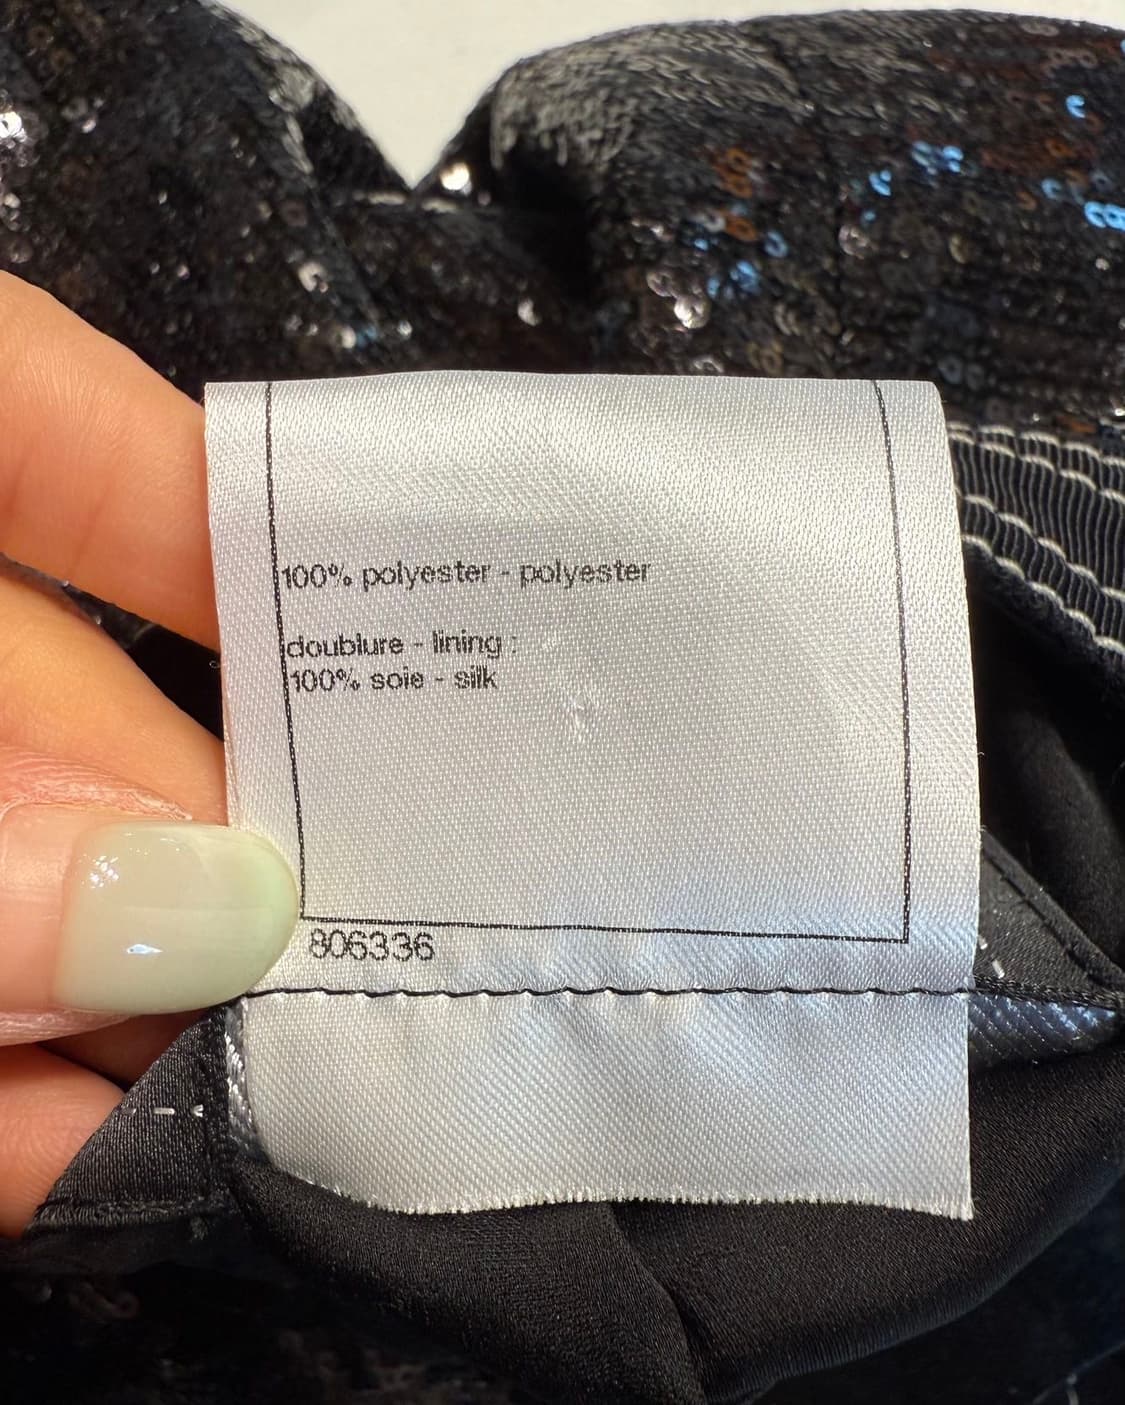 100% polyester - polyester
doublure - lining :
100% soie - silk
806336